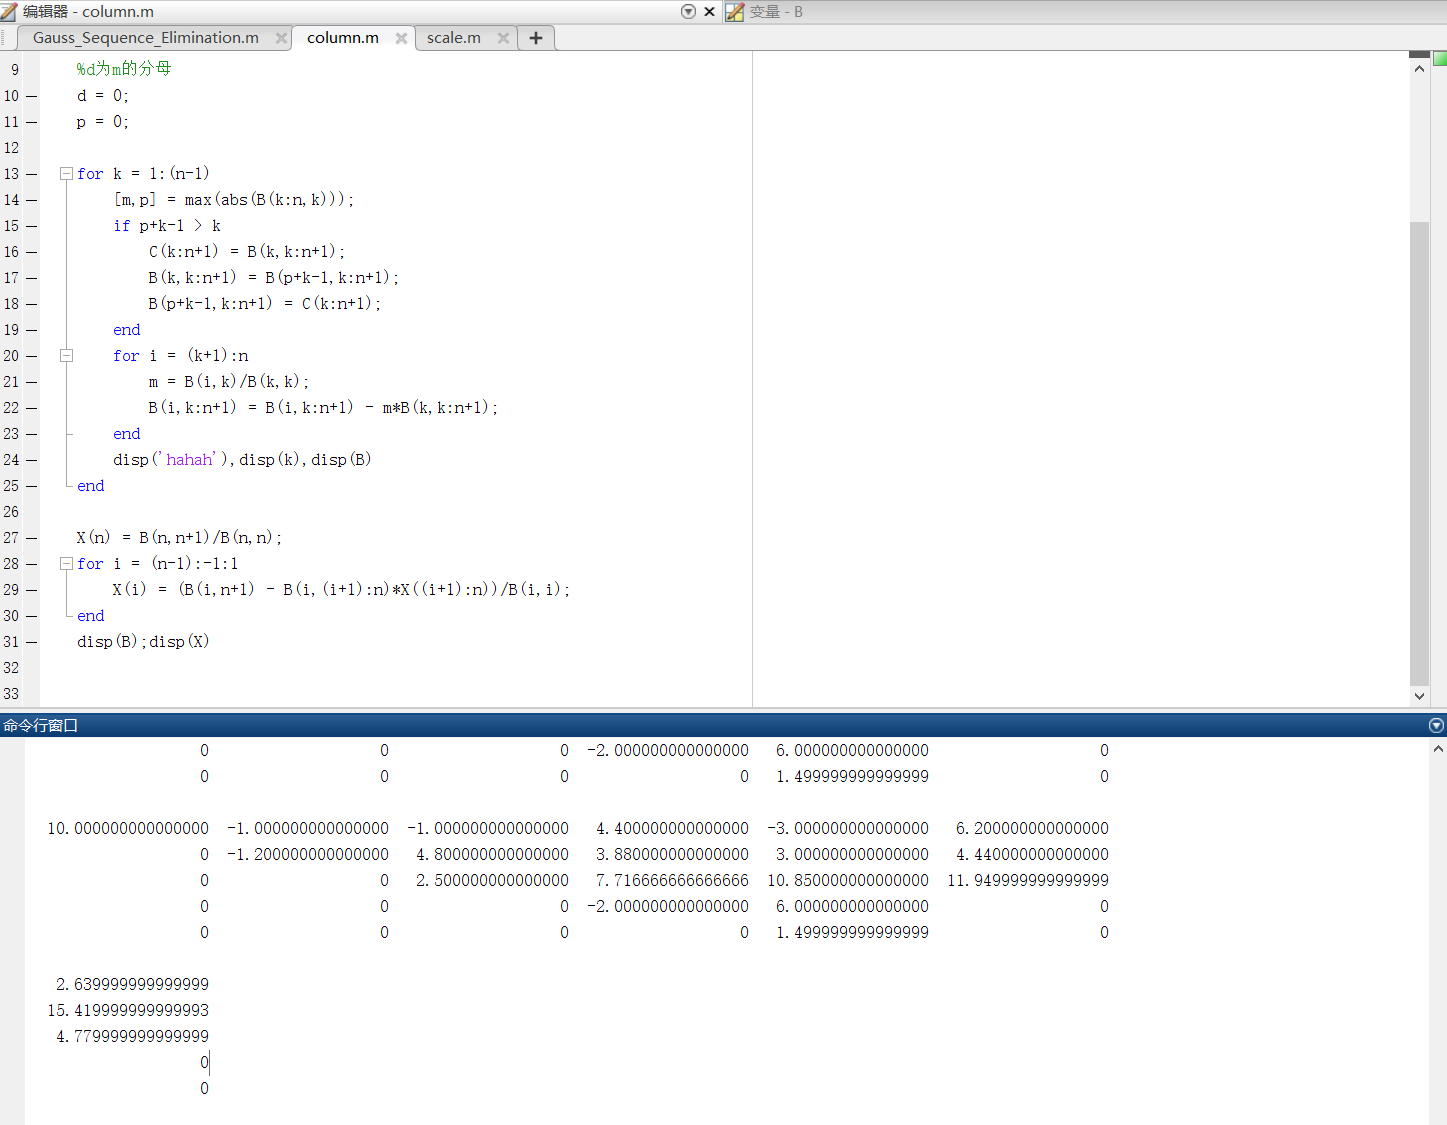 编辑器 - column.m
变量 - B
Gauss_Sequence_Elimination.m
column.m
scale.m
9 %d为m的分母
10 d = 0;
11 p = 0;
12
13 for k = 1:(n-1)
14 [m,p] = max(abs(B(k:n,k)));
15 if p+k-1 > k
16 C(k:n+1) = B(k,k:n+1);
17 B(k,k:n+1) = B(p+k-1,k:n+1);
18 B(p+k-1,k:n+1) = C(k:n+1);
19 end
20 for i = (k+1):n
21 m = B(i,k)/B(k,k);
22 B(i,k:n+1) = B(i,k:n+1) - m*B(k,k:n+1);
23 end
24 disp('hahah'),disp(k),disp(B)
25 end
26
27 X(n) = B(n,n+1)/B(n,n);
28 for i = (n-1):-1:1
29 X(i) = (B(i,n+1) - B(i,(i+1):n)*X((i+1):n))/B(i,i);
30 end
31 disp(B);disp(X)
32
33
命令行窗口
0 0 0 -2.000000000000000 6.000000000000000 0
0 0 0 0 1.499999999999999 0
10.000000000000000 -1.000000000000000 -1.000000000000000 4.400000000000000 -3.000000000000000 6.200000000000000
0 -1.200000000000000 4.800000000000000 3.880000000000000 3.000000000000000 4.440000000000000
0 0 2.500000000000000 7.716666666666666 10.850000000000000 11.949999999999999
0 0 0 -2.000000000000000 6.000000000000000 0
0 0 0 0 1.499999999999999 0
2.639999999999999
15.419999999999993
4.779999999999999
0
0